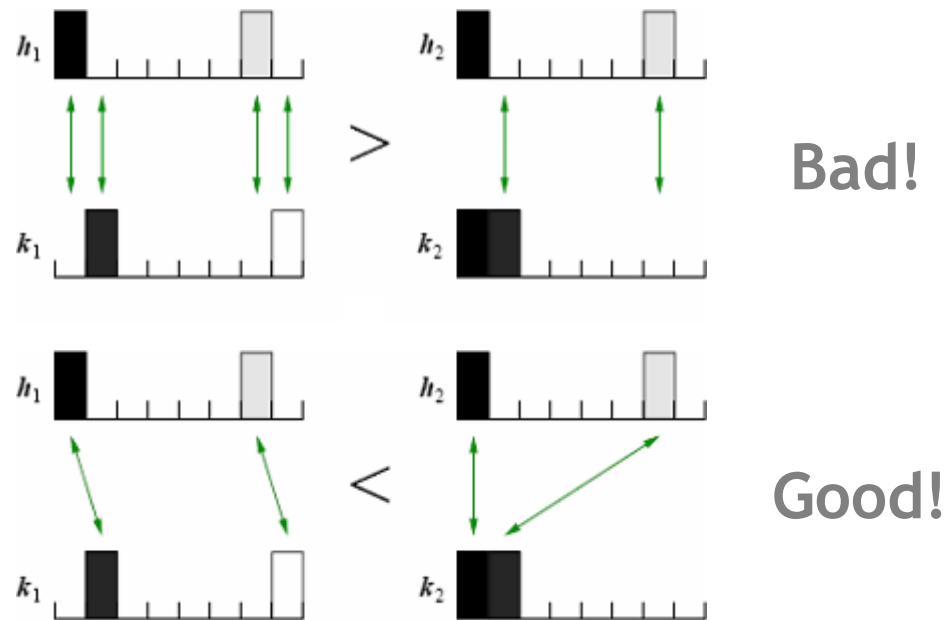 h₁ h₂
> Bad!
k₁ k₂
h₁ h₂
< Good!
k₁ k₂